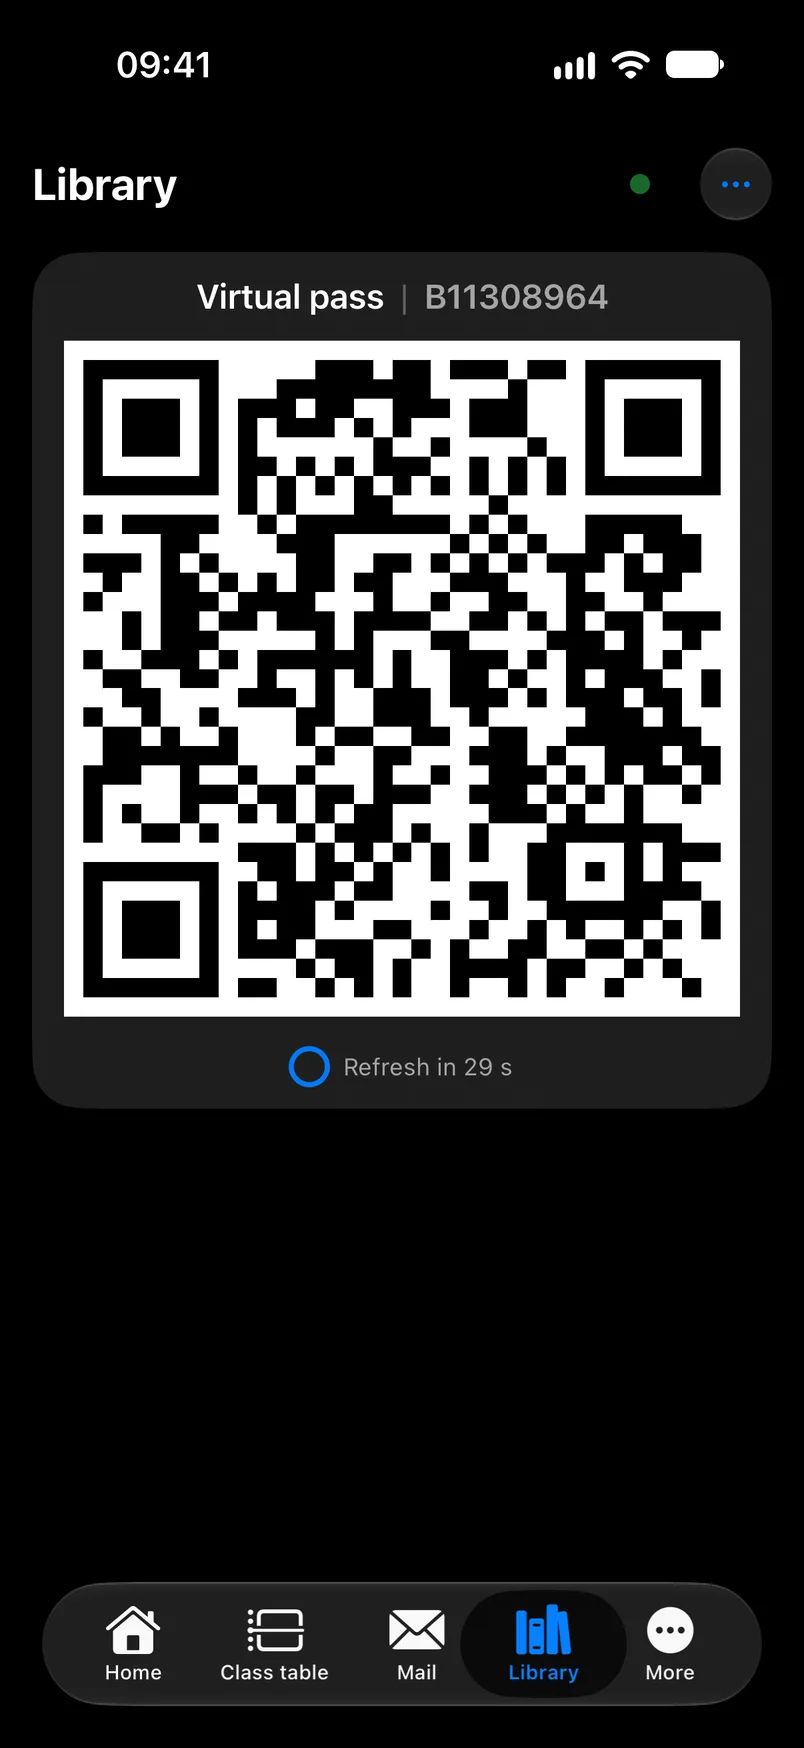 09:41
Library
Virtual pass | B11308964
Refresh in 29 s
Home
Class table
Mail
Library
More